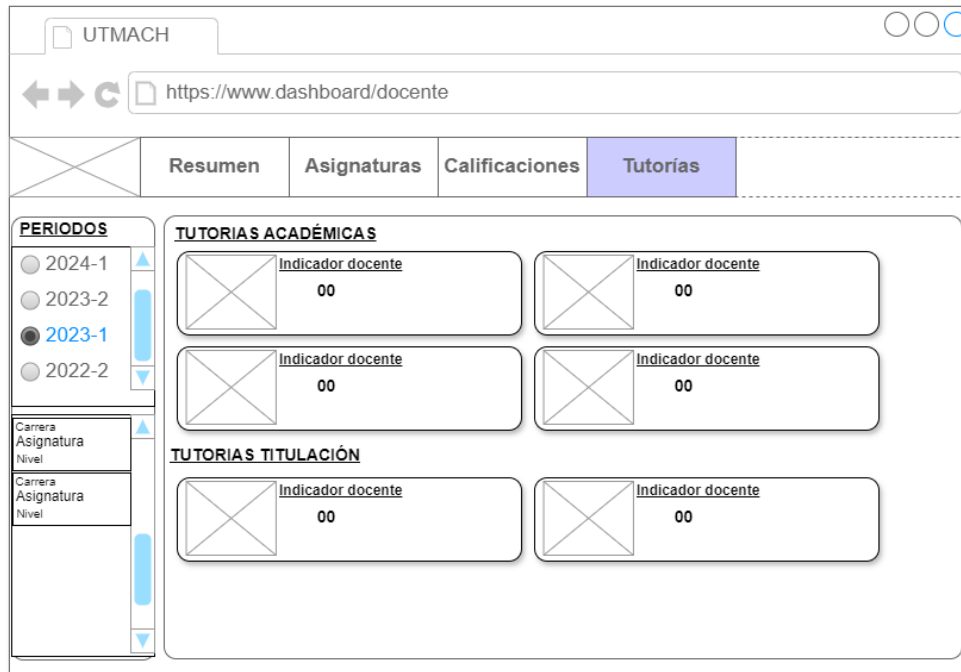 UTMACH
https://www.dashboard/docente
Resumen
Asignaturas
Calificaciones
Tutorías
PERIODOS
2024-1
2023-2
2023-1
2022-2
Carrera
Asignatura
Nivel
Carrera
Asignatura
Nivel
TUTORIAS ACADÉMICAS
Indicador docente
00
Indicador docente
00
Indicador docente
00
Indicador docente
00
TUTORIAS TITULACIÓN
Indicador docente
00
Indicador docente
00